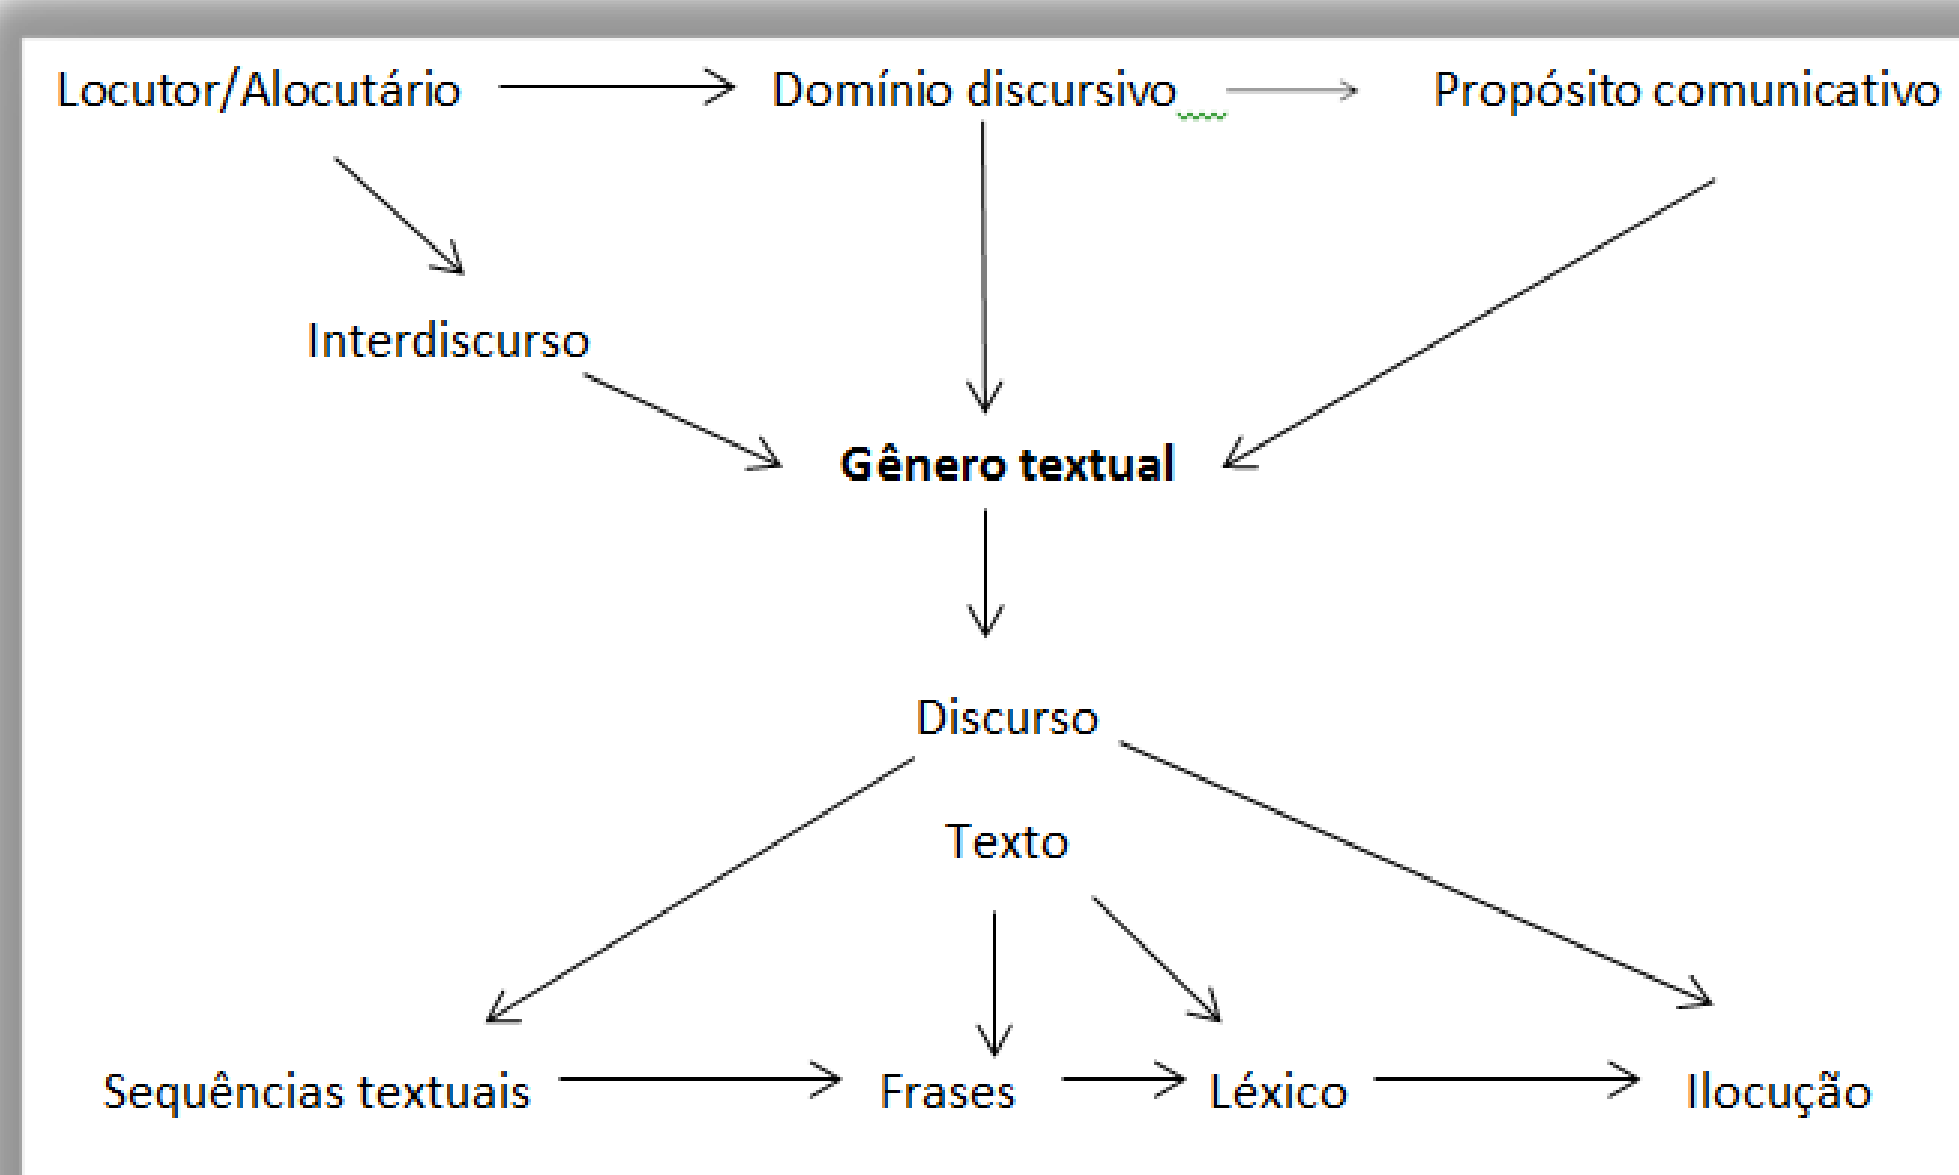 Locutor/Alocutário Domínio discursivo Propósito comunicativo
Interdiscurso
Gênero textual
Discurso
Texto
Sequências textuais Frases Léxico Ilocução